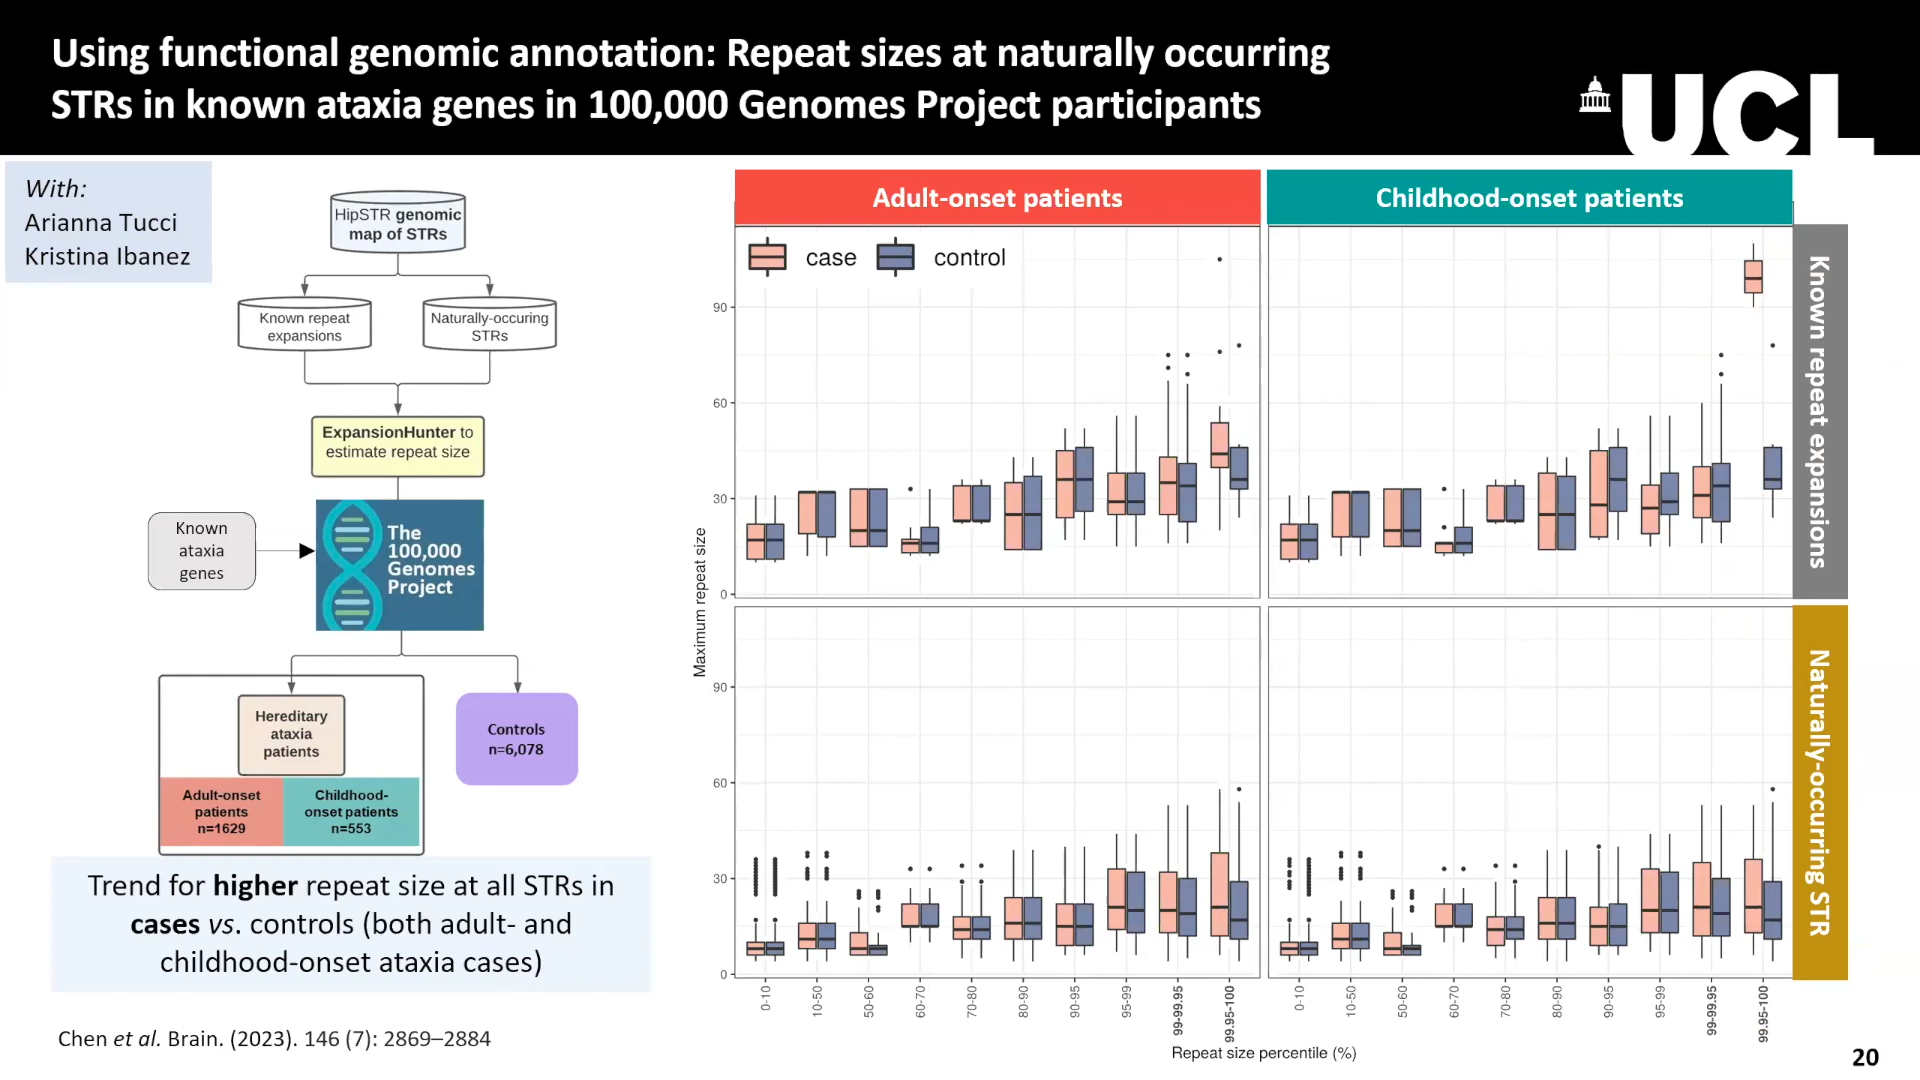 Using functional genomic annotation: Repeat sizes at naturally occurring
STRs in known ataxia genes in 100,000 Genomes Project participants
UCL
With:
Arianna Tucci
Kristina Ibanez
HipSTR genomic
map of STRs
Known repeat
expansions
Naturally-occuring
STRs
ExpansionHunter to
estimate repeat size
Known
ataxia
genes
The
100,000
Genomes
Project
Hereditary
ataxia
patients
Controls
n=6,078
Adult-onset
patients
n=1629
Childhood-
onset patients
n=553
Trend for higher repeat size at all STRs in
cases vs. controls (both adult- and
childhood-onset ataxia cases)
Chen et al. Brain. (2023). 146 (7): 2869–2884
Adult-onset patients
Childhood-onset patients
case
control
Known repeat expansions
Naturally-occurring STR
Maximum repeat size
90
60
30
0
90
60
30
0
0-10
10-50
50-60
60-70
70-80
80-90
90-95
95-99
99-99.95
99.95-100
0-10
10-50
50-60
60-70
70-80
80-90
90-95
95-99
99-99.95
99.95-100
Repeat size percentile (%)
20